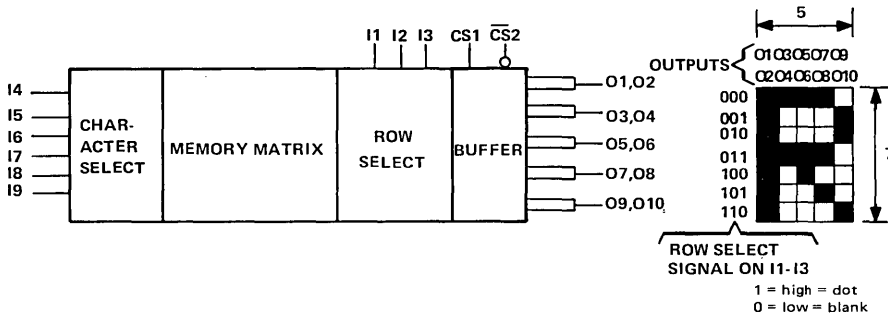 I1 I2 I3 CS1 CS2
I4
I5
I6
I7
I8
I9
CHAR-
ACTER
SELECT
MEMORY MATRIX
ROW
SELECT
BUFFER
O1,O2
O3,O4
O5,O6
O7,O8
O9,O10
5
OUTPUTS
O1O3O5O7O9
O2O4O6O8O10
000
001
010
011
100
101
110
7
ROW SELECT
SIGNAL ON I1-I3
1 = high = dot
0 = low = blank